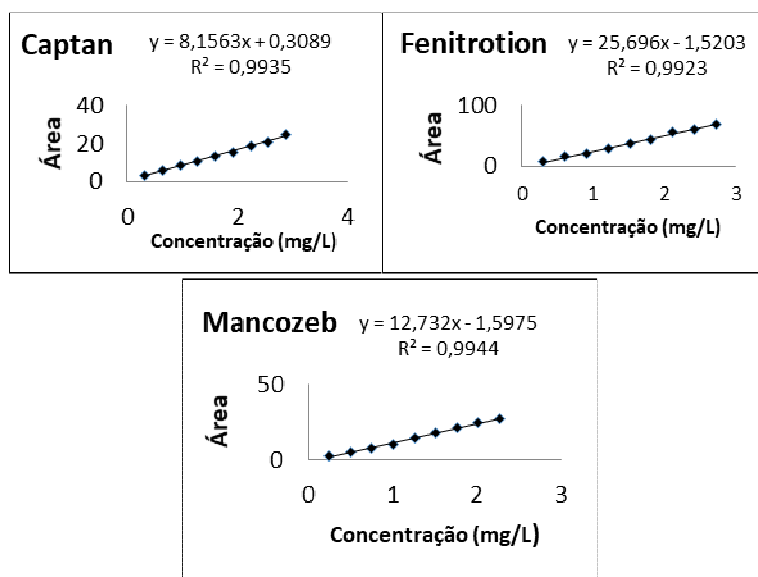 Captan
y = 8,1563x + 0,3089
R² = 0,9935
Área
40
20
0
0 2 4
Concentração (mg/L)
Fenitrotion
y = 25,696x - 1,5203
R² = 0,9923
Área
100
0
0 1 2 3
Concentração (mg/L)
Mancozeb
y = 12,732x - 1,5975
R² = 0,9944
Área
50
0
0 1 2 3
Concentração (mg/L)